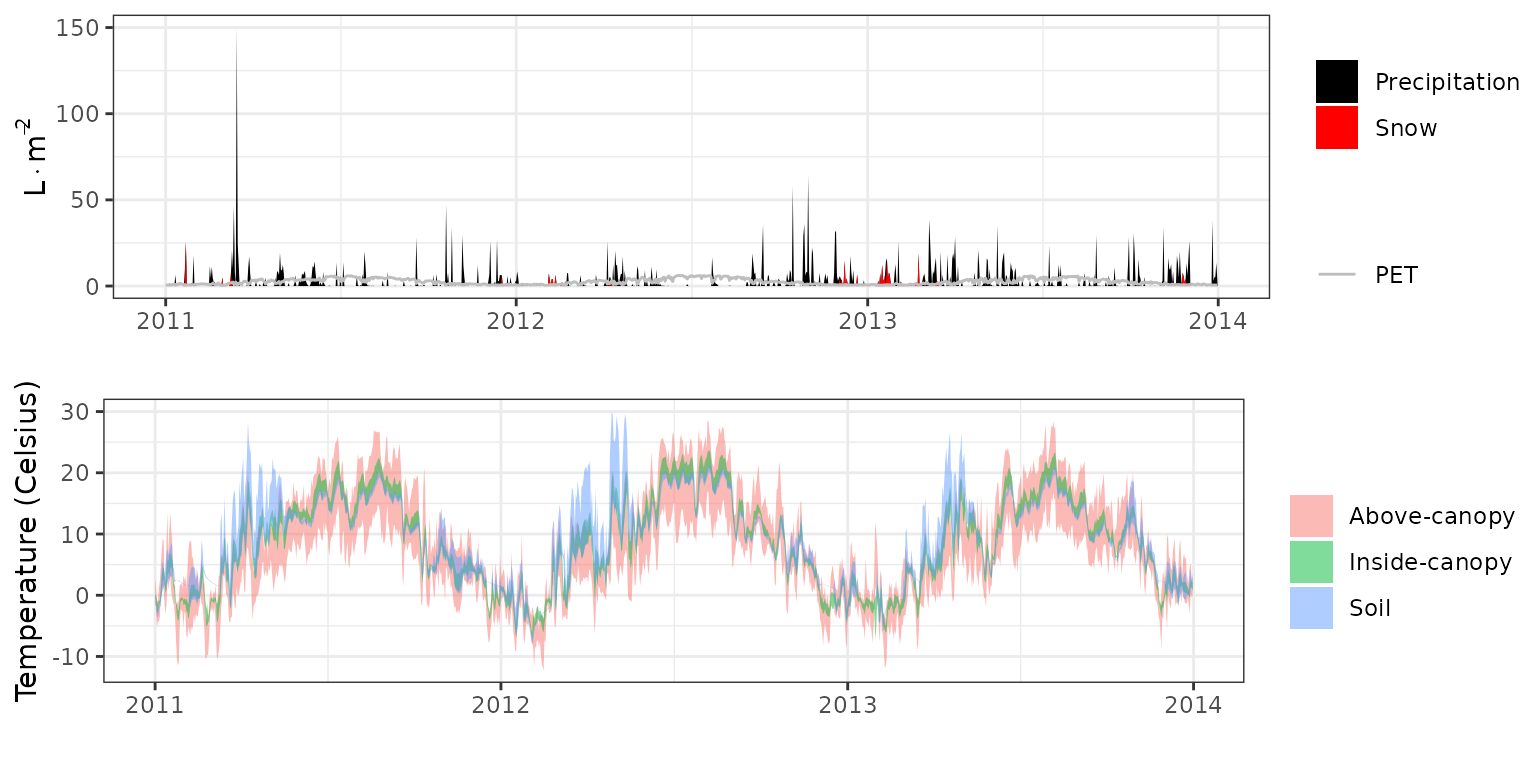 L · m⁻²
150
100
50
0
2011 2012 2013 2014
Precipitation
Snow
PET
Temperature (Celsius)
30
20
10
0
-10
2011 2012 2013 2014
Above-canopy
Inside-canopy
Soil